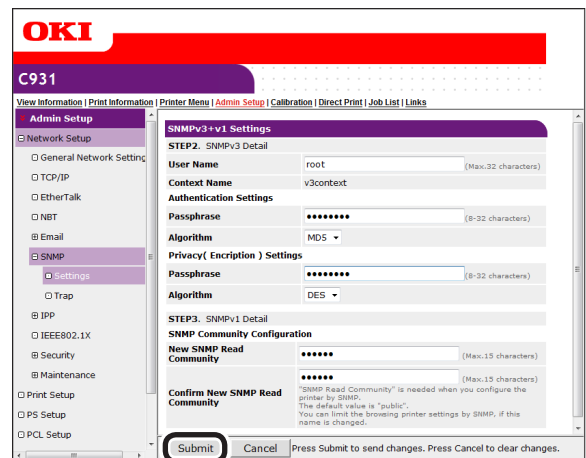 OKI
C931
View Information | Print Information | Printer Menu | Admin Setup | Calibration | Direct Print | Job List | Links
Admin Setup
Network Setup
General Network Setting
TCP/IP
EtherTalk
NBT
Email
SNMP
Settings
Trap
IPP
IEEE802.1X
Security
Maintenance
Print Setup
PS Setup
PCL Setup
SNMPv3+v1 Settings
STEP2. SNMPv3 Detail
User Name root (Max.32 characters)
Context Name v3context
Authentication Settings
Passphrase •••••••• (8-32 characters)
Algorithm MD5
Privacy( Encription ) Settings
Passphrase •••••••• (8-32 characters)
Algorithm DES
STEP3. SNMPv1 Detail
SNMP Community Configuration
New SNMP Read
Community •••••• (Max.15 characters)
•••••• (Max.15 characters)
Confirm New SNMP Read
Community
"SNMP Read Community" is needed when you configure the
printer by SNMP.
The default value is "public".
You can limit the browsing printer settings by SNMP, if this
name is changed.
Submit Cancel Press Submit to send changes. Press Cancel to clear changes.